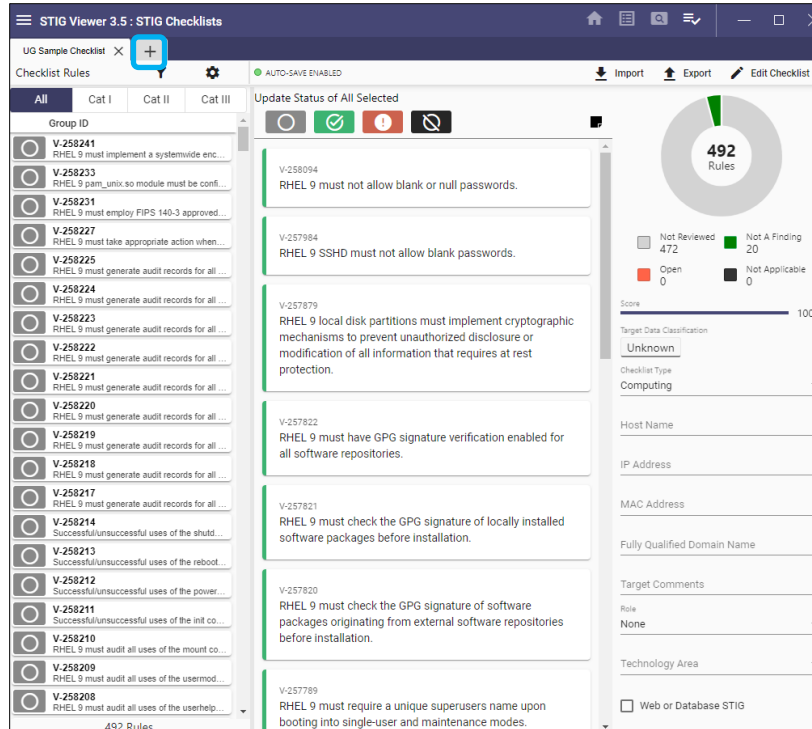 STIG Viewer 3.5 : STIG Checklists
UG Sample Checklist
Checklist Rules
AUTO-SAVE ENABLED
Import
Export
Edit Checklist
All
Cat I
Cat II
Cat III
Group ID
V-258241
RHEL 9 must implement a systemwide enc...
V-258233
RHEL 9 pam_unix.so module must be confi...
V-258231
RHEL 9 must employ FIPS 140-3 approved...
V-258227
RHEL 9 must take appropriate action when...
V-258225
RHEL 9 must generate audit records for all ...
V-258224
RHEL 9 must generate audit records for all ...
V-258223
RHEL 9 must generate audit records for all ...
V-258222
RHEL 9 must generate audit records for all ...
V-258221
RHEL 9 must generate audit records for all ...
V-258220
RHEL 9 must generate audit records for all ...
V-258219
RHEL 9 must generate audit records for all ...
V-258218
RHEL 9 must generate audit records for all ...
V-258217
RHEL 9 must generate audit records for all ...
V-258214
Successful/unsuccessful uses of the shutd...
V-258213
Successful/unsuccessful uses of the reboot...
V-258212
Successful/unsuccessful uses of the power...
V-258211
Successful/unsuccessful uses of the init co...
V-258210
RHEL 9 must audit all uses of the mount co...
V-258209
RHEL 9 must audit all uses of the usermod...
V-258208
RHEL 9 must audit all uses of the userhelp...
492 Rules
Update Status of All Selected
V-258094
RHEL 9 must not allow blank or null passwords.
V-257984
RHEL 9 SSHD must not allow blank passwords.
V-257879
RHEL 9 local disk partitions must implement cryptographic
mechanisms to prevent unauthorized disclosure or
modification of all information that requires at rest
protection.
V-257822
RHEL 9 must have GPG signature verification enabled for
all software repositories.
V-257821
RHEL 9 must check the GPG signature of locally installed
software packages before installation.
V-257820
RHEL 9 must check the GPG signature of software
packages originating from external software repositories
before installation.
V-257789
RHEL 9 must require a unique superusers name upon
booting into single-user and maintenance modes.
492
Rules
Not Reviewed
472
Not A Finding
20
Open
0
Not Applicable
0
Score
100
Target Data Classification
Unknown
Checklist Type
Computing
Host Name
IP Address
MAC Address
Fully Qualified Domain Name
Target Comments
Role
None
Technology Area
Web or Database STIG